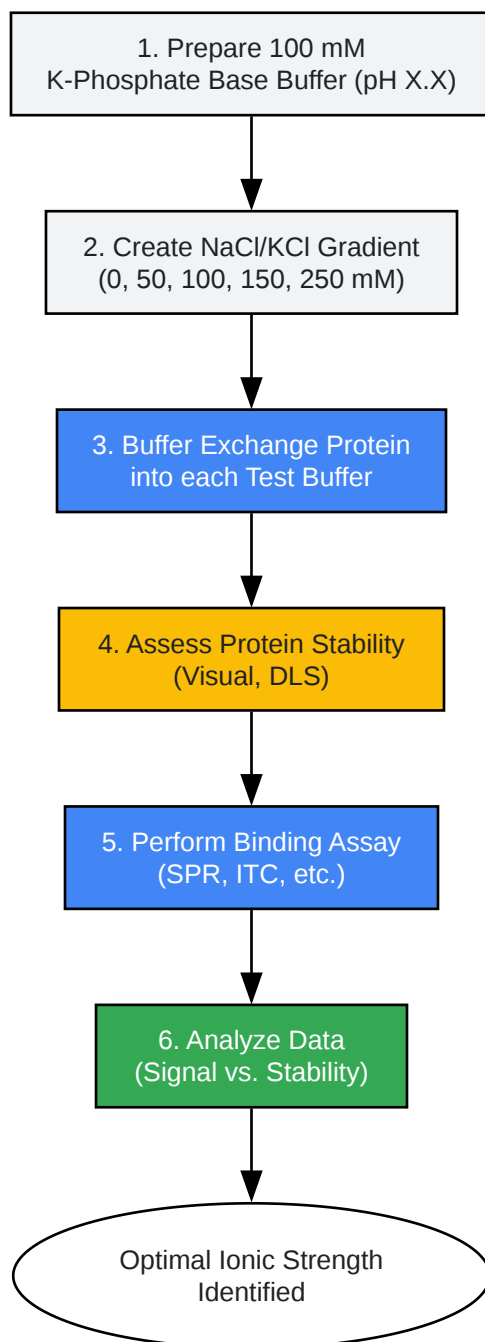 1. Prepare 100 mM
K-Phosphate Base Buffer (pH X.X)
2. Create NaCl/KCl Gradient
(0, 50, 100, 150, 250 mM)
3. Buffer Exchange Protein
into each Test Buffer
4. Assess Protein Stability
(Visual, DLS)
5. Perform Binding Assay
(SPR, ITC, etc.)
6. Analyze Data
(Signal vs. Stability)
Optimal Ionic Strength
Identified